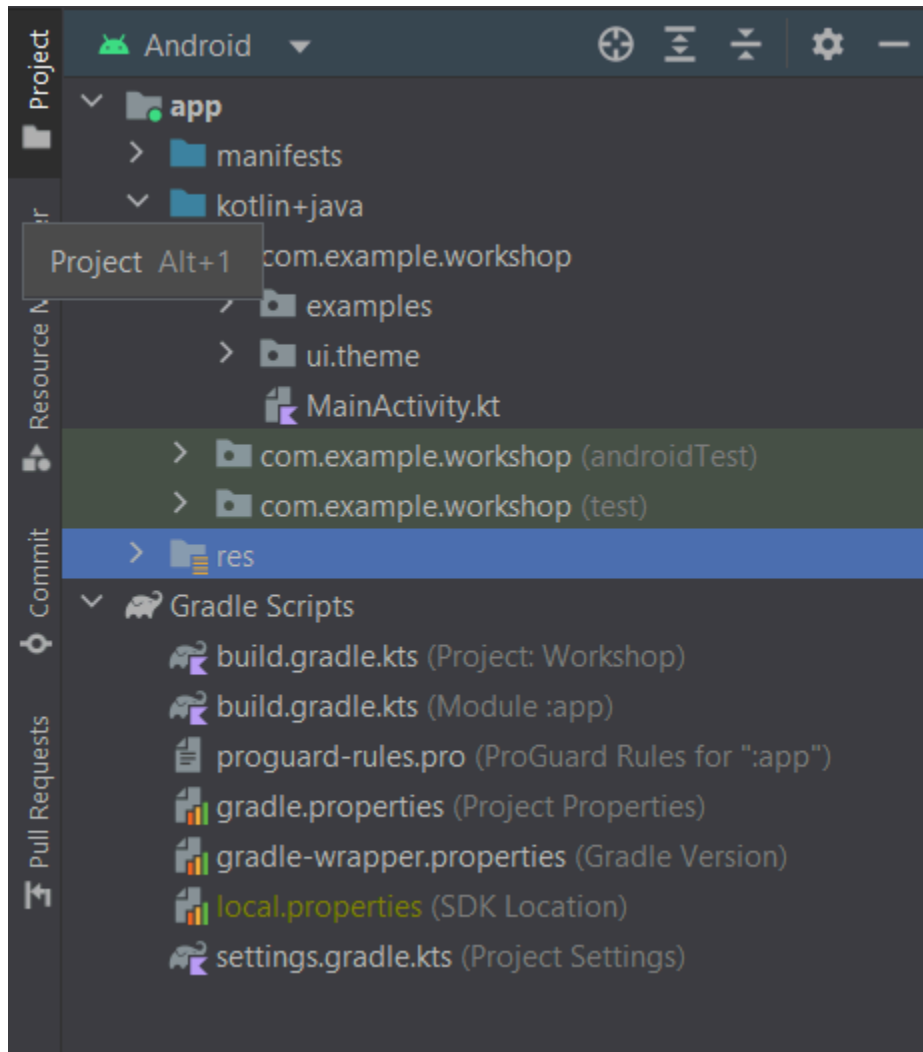 Android
Project
app
manifests
kotlin+java
Project Alt+1
com.example.workshop
examples
ui.theme
MainActivity.kt
com.example.workshop (androidTest)
com.example.workshop (test)
res
Gradle Scripts
build.gradle.kts (Project: Workshop)
build.gradle.kts (Module :app)
proguard-rules.pro (ProGuard Rules for ":app")
gradle.properties (Project Properties)
gradle-wrapper.properties (Gradle Version)
local.properties (SDK Location)
settings.gradle.kts (Project Settings)
Resource
Commit
Pull Requests